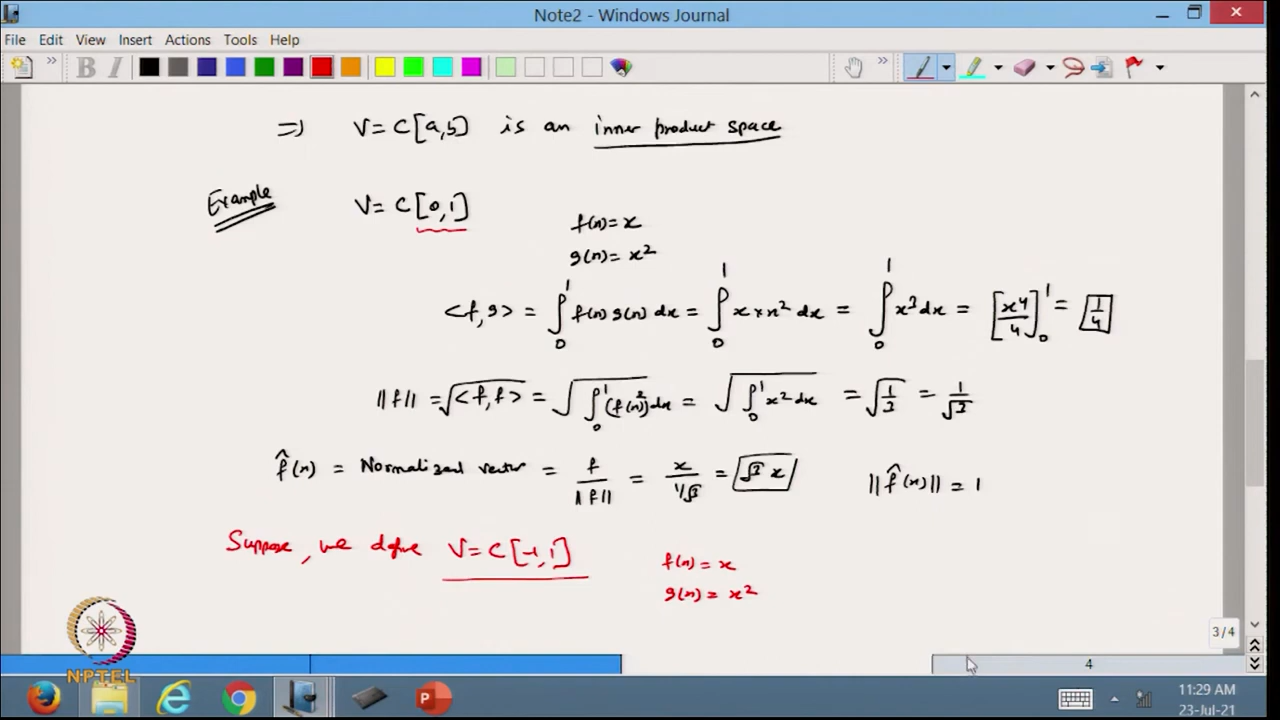 Note2 - Windows Journal
File Edit View Insert Actions Tools Help
=> V = C[a,b] is an inner product space
Example V = C[0,1]
f(x) = x
g(x) = x²
<f,g> = ∫₀¹ f(x) g(x) dx = ∫₀¹ x × x² dx = ∫₀¹ x³ dx = [x⁴/4]₀¹ = 1/4
||f|| = √<f,f> = √∫₀¹ (f(x))² dx = √∫₀¹ x² dx = √1/3 = 1/√3
f̂(x) = Normalized vector = f/||f|| = x/1/√3 = √3 x ||f̂(x)|| = 1
Suppose, we define V = C[-1,1]
f(x) = x
g(x) = x²
3/4
NPTEL
4
11:29 AM
23-Jul-21